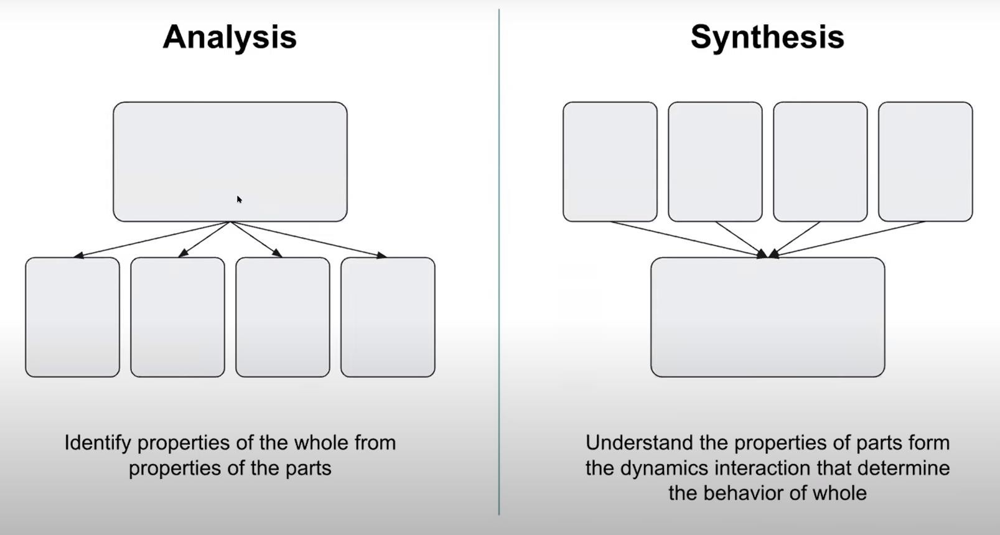 Analysis
Identify properties of the whole from
properties of the parts
Synthesis
Understand the properties of parts form
the dynamics interaction that determine
the behavior of whole